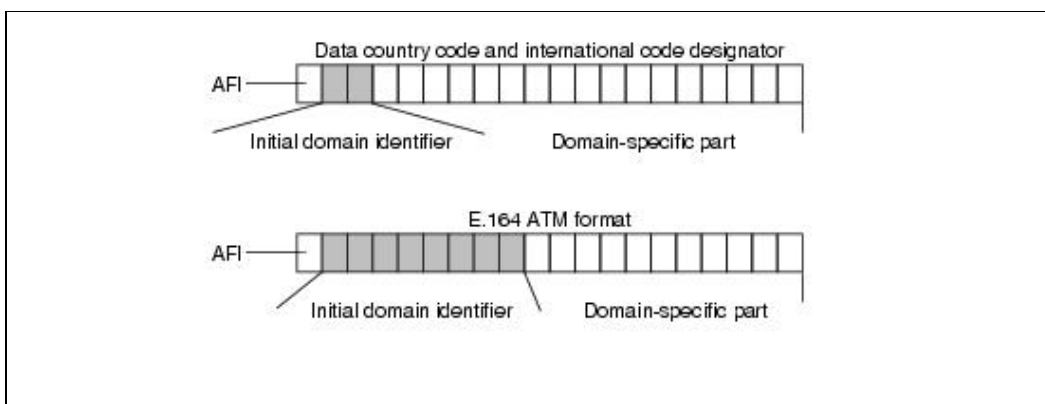 Data country code and international code designator
AFI
Initial domain identifier Domain-specific part
E.164 ATM format
AFI
Initial domain identifier Domain-specific part